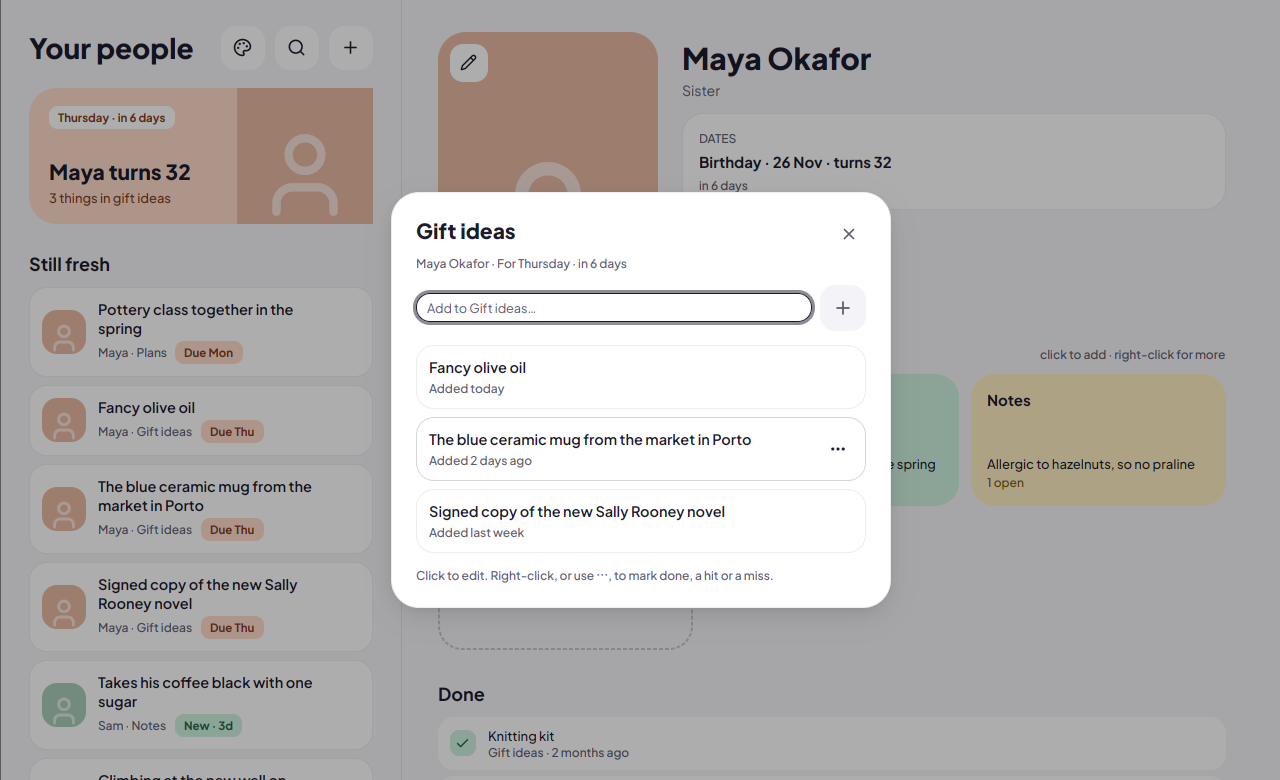 Your people
Thursday · in 6 days
Maya turns 32
3 things in gift ideas
Still fresh
Pottery class together in the
spring
Maya · Plans Due Mon
Fancy olive oil
Maya · Gift ideas Due Thu
The blue ceramic mug from the
market in Porto
Maya · Gift ideas Due Thu
Signed copy of the new Sally
Rooney novel
Maya · Gift ideas Due Thu
Takes his coffee black with one
sugar
Sam · Notes New · 3d
Climbing at the new wall on
Maya Okafor
Sister
DATES
Birthday · 26 Nov · turns 32
in 6 days
click to add · right-click for more
spring
Notes
Allergic to hazelnuts, so no praline
1 open
Gift ideas
Maya Okafor · For Thursday · in 6 days
Add to Gift ideas…
Fancy olive oil
Added today
The blue ceramic mug from the market in Porto
Added 2 days ago
Signed copy of the new Sally Rooney novel
Added last week
Click to edit. Right-click, or use ···, to mark done, a hit or a miss.
Done
Knitting kit
Gift ideas · 2 months ago